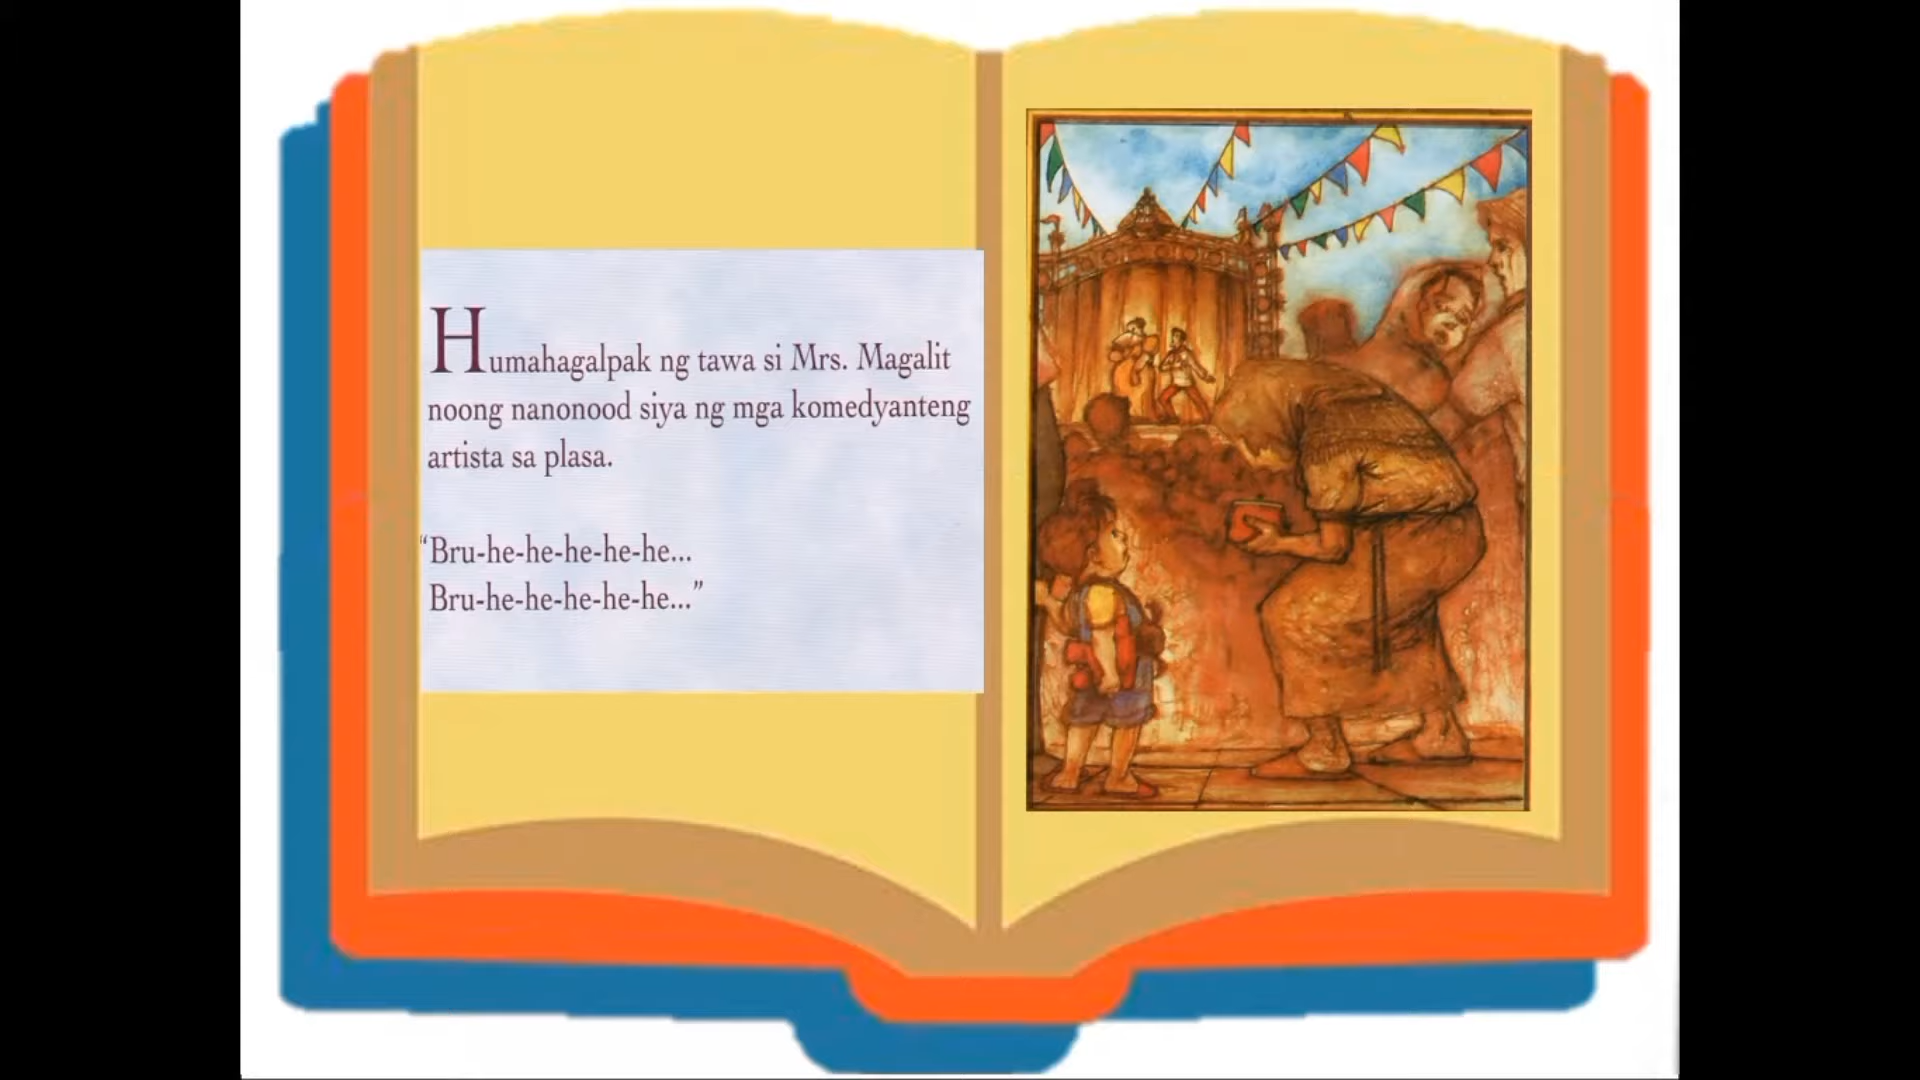 Humahagalpak ng tawa si Mrs. Magalit
noong nanonood siya ng mga komedyanteng
artista sa plasa.
“Bru-he-he-he-he-he...
Bru-he-he-he-he-he...”